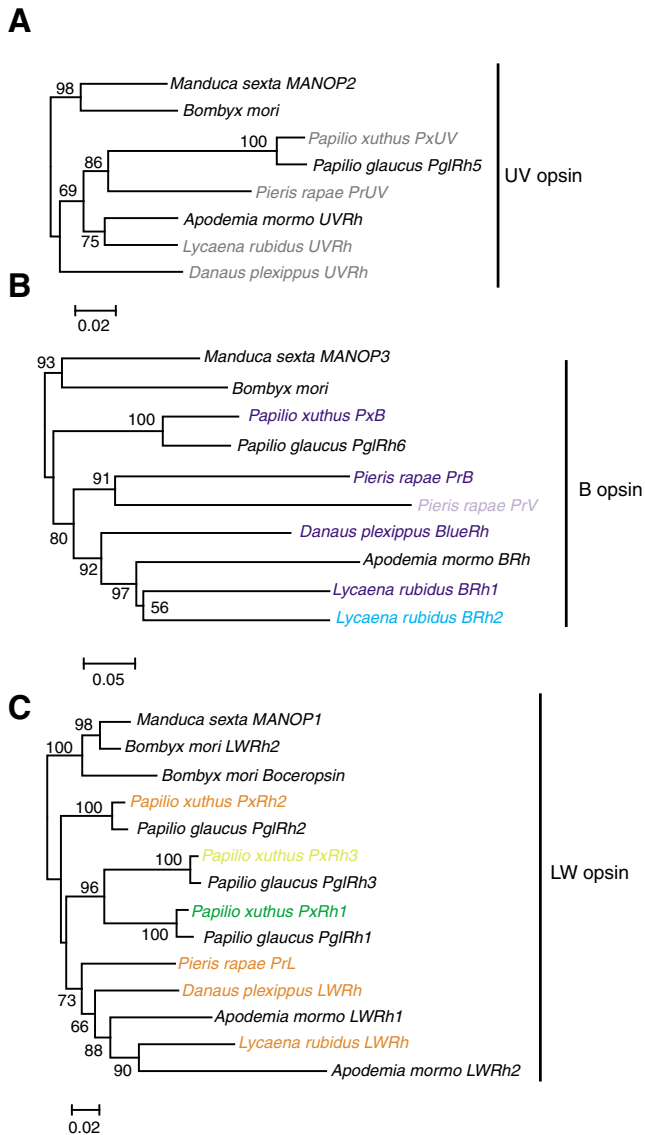 A
98
Manduca sexta MANOP2
Bombyx mori
100
Papilio xuthus PxUV
86
Papilio glaucus PglRh5
UV opsin
69
Pieris rapae PrUV
Apodemia mormo UVRh
75
Lycaena rubidus UVRh
Danaus plexippus UVRh
0.02
B
93
Manduca sexta MANOP3
Bombyx mori
100
Papilio xuthus PxB
Papilio glaucus PglRh6
91
Pieris rapae PrB
B opsin
Pieris rapae PrV
80
Danaus plexippus BlueRh
92
Apodemia mormo BRh
97
Lycaena rubidus BRh1
56
Lycaena rubidus BRh2
0.05
C
98
Manduca sexta MANOP1
100
Bombyx mori LWRh2
Bombyx mori Boceropsin
100
Papilio xuthus PxRh2
Papilio glaucus PglRh2
100
Papilio xuthus PxRh3
LW opsin
96
Papilio glaucus PglRh3
Papilio xuthus PxRh1
100
Papilio glaucus PglRh1
Pieris rapae PrL
73
Danaus plexippus LWRh
66
Apodemia mormo LWRh1
88
Lycaena rubidus LWRh
90
Apodemia mormo LWRh2
0.02